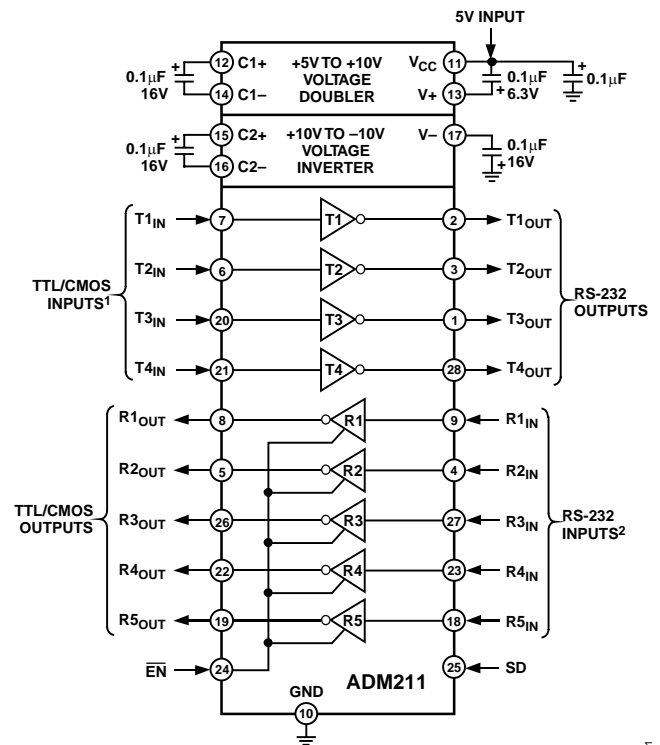 5V INPUT
0.1μF
16V
12
C1+
14
C1–
+5V TO +10V
VOLTAGE
DOUBLER
VCC
11
V+
13
0.1μF
6.3V
0.1μF
0.1μF
16V
15
C2+
16
C2–
+10V TO –10V
VOLTAGE
INVERTER
V–
17
0.1μF
16V
TTL/CMOS
INPUTS1
T1IN 7 T1 2 T1OUT
T2IN 6 T2 3 T2OUT
T3IN 20 T3 1 T3OUT
T4IN 21 T4 28 T4OUT
RS-232
OUTPUTS
TTL/CMOS
OUTPUTS
R1OUT 8 R1 9 R1IN
R2OUT 5 R2 4 R2IN
R3OUT 26 R3 27 R3IN
R4OUT 22 R4 23 R4IN
R5OUT 19 R5 18 R5IN
RS-232
INPUTS2
EN 24
25 SD
GND
10
ADM211